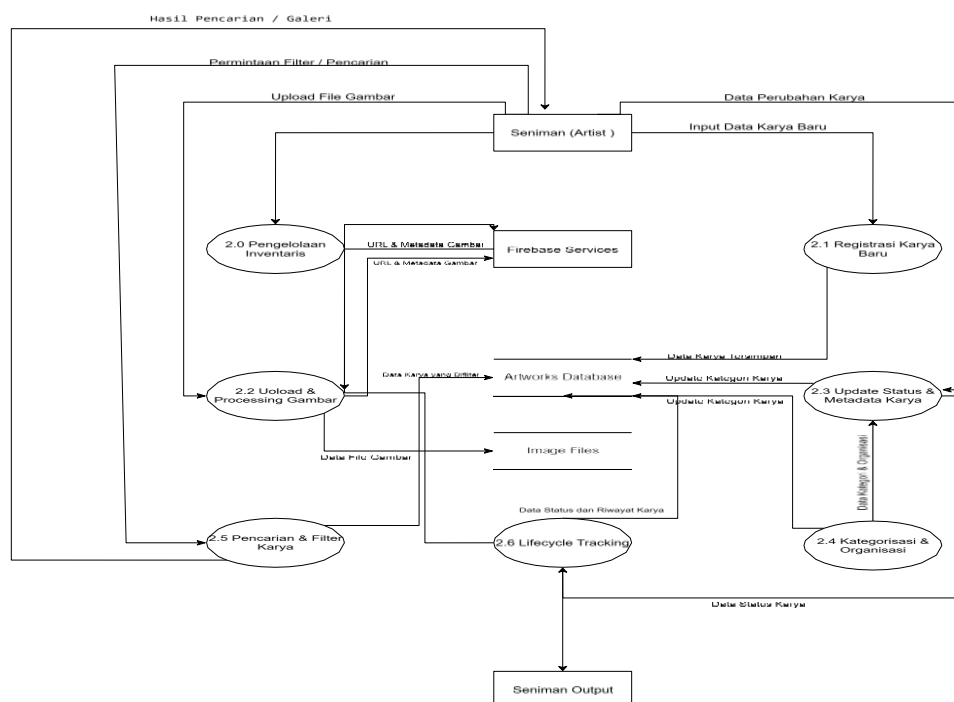 Hasil Pencarian / Galeri
Permintaan Filter / Pencarian
Upload File Gambar
Data Perubahan Karya
Seniman (Artist )
Input Data Karya Baru
2.0 Pengelolaan
Inventaris
URL & Metadata Gambar
Firebase Services
URL & Metadata Gambar
2.1 Registrasi Karya
Baru
Data Karya Tersimpan
Data Karya yang Difilter
Artworks Database
Update Kategori Karya
2.2 Uoload &
Processing Gambar
Update Kategori Karya
2.3 Update Status &
Metadata Karya
Data File Gambar
Image Files
Data Kategori & Organisasi
Data Status dan Riwayat Karya
2.5 Pencarian & Filter
Karya
2.6 Lifecycle Tracking
2.4 Kategorisasi &
Organisasi
Data Status Karya
Seniman Output